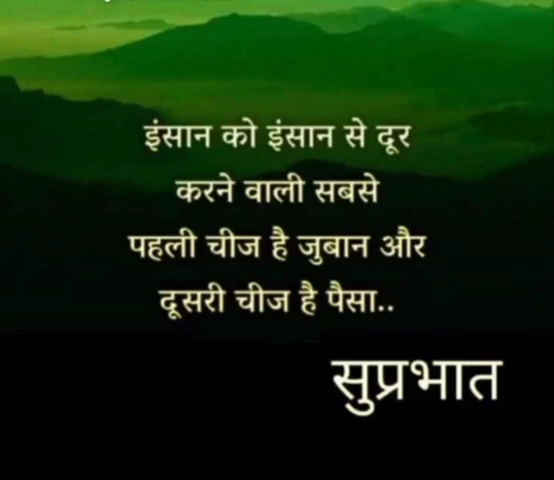 इंसान को इंसान से दूर
करने वाली सबसे
पहली चीज है जुबान और
दूसरी चीज है पैसा..
सुप्रभात